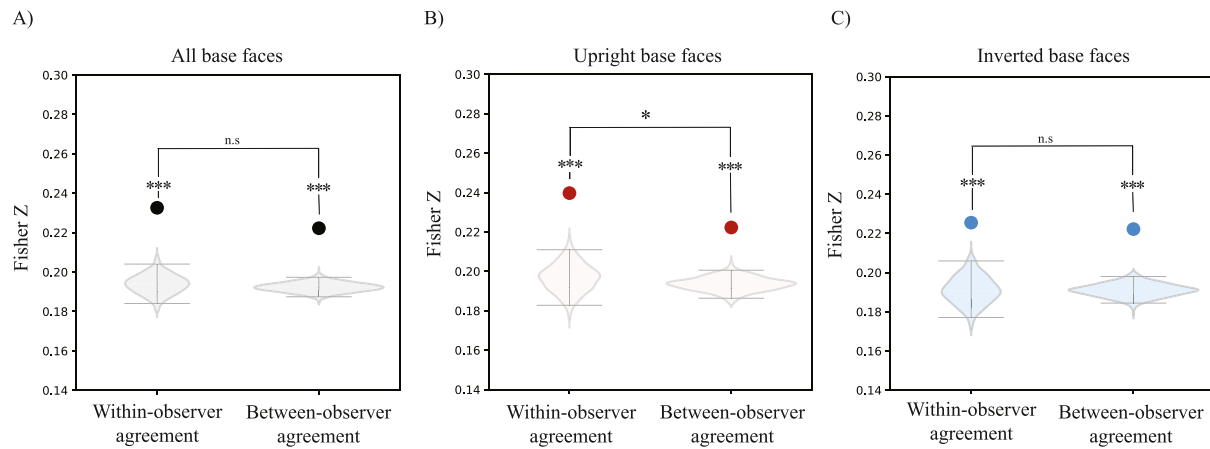 A)
All base faces
Fisher Z
0.30
0.28
0.26
0.24
0.22
0.20
0.18
0.16
0.14
n.s
***
***
Within-observer
agreement
Between-observer
agreement
B)
Upright base faces
Fisher Z
0.30
0.28
0.26
0.24
0.22
0.20
0.18
0.16
0.14
*
***
***
Within-observer
agreement
Between-observer
agreement
C)
Inverted base faces
Fisher Z
0.30
0.28
0.26
0.24
0.22
0.20
0.18
0.16
0.14
n.s
***
***
Within-observer
agreement
Between-observer
agreement